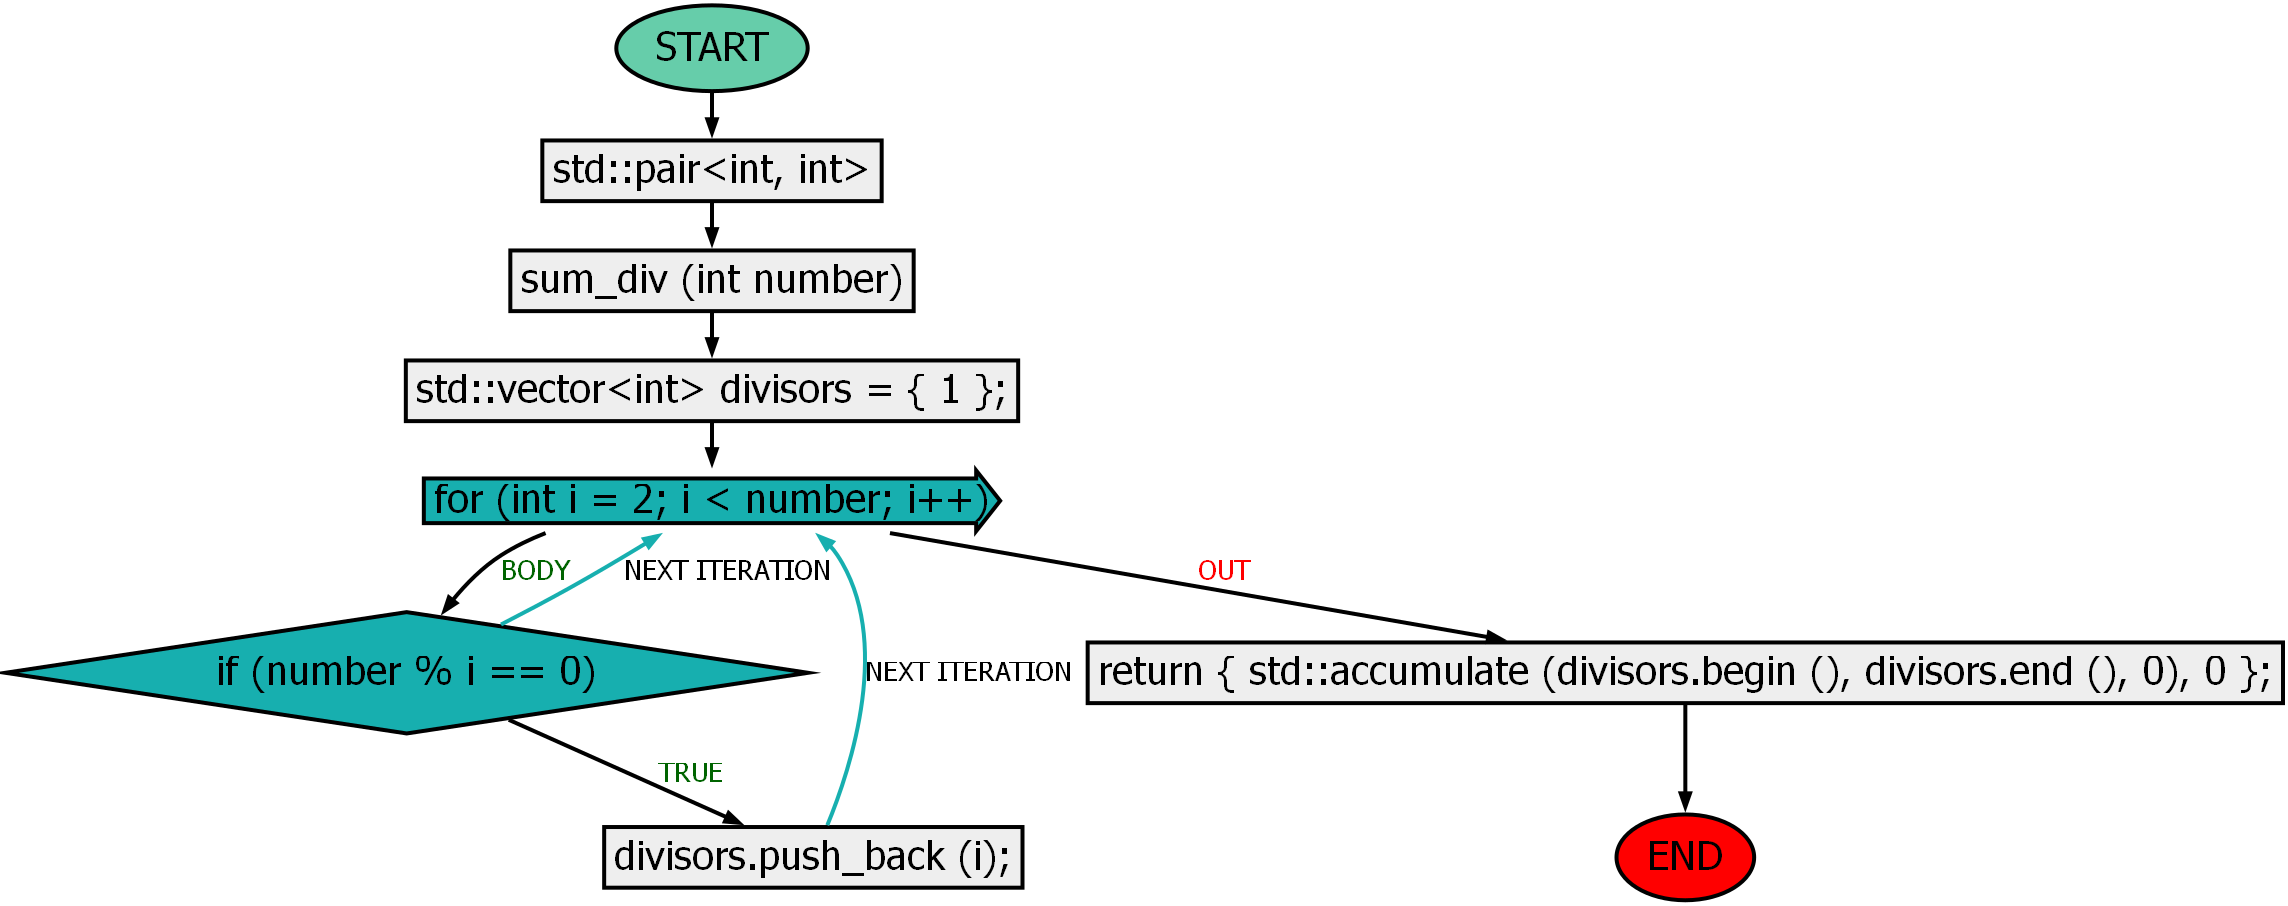 START
std::pair<int, int>
sum_div (int number)
std::vector<int> divisors = { 1 };
for (int i = 2; i < number; i++)
BODY
NEXT ITERATION
OUT
if (number % i == 0)
NEXT ITERATION
return { std::accumulate (divisors.begin (), divisors.end (), 0), 0 };
TRUE
divisors.push_back (i);
END